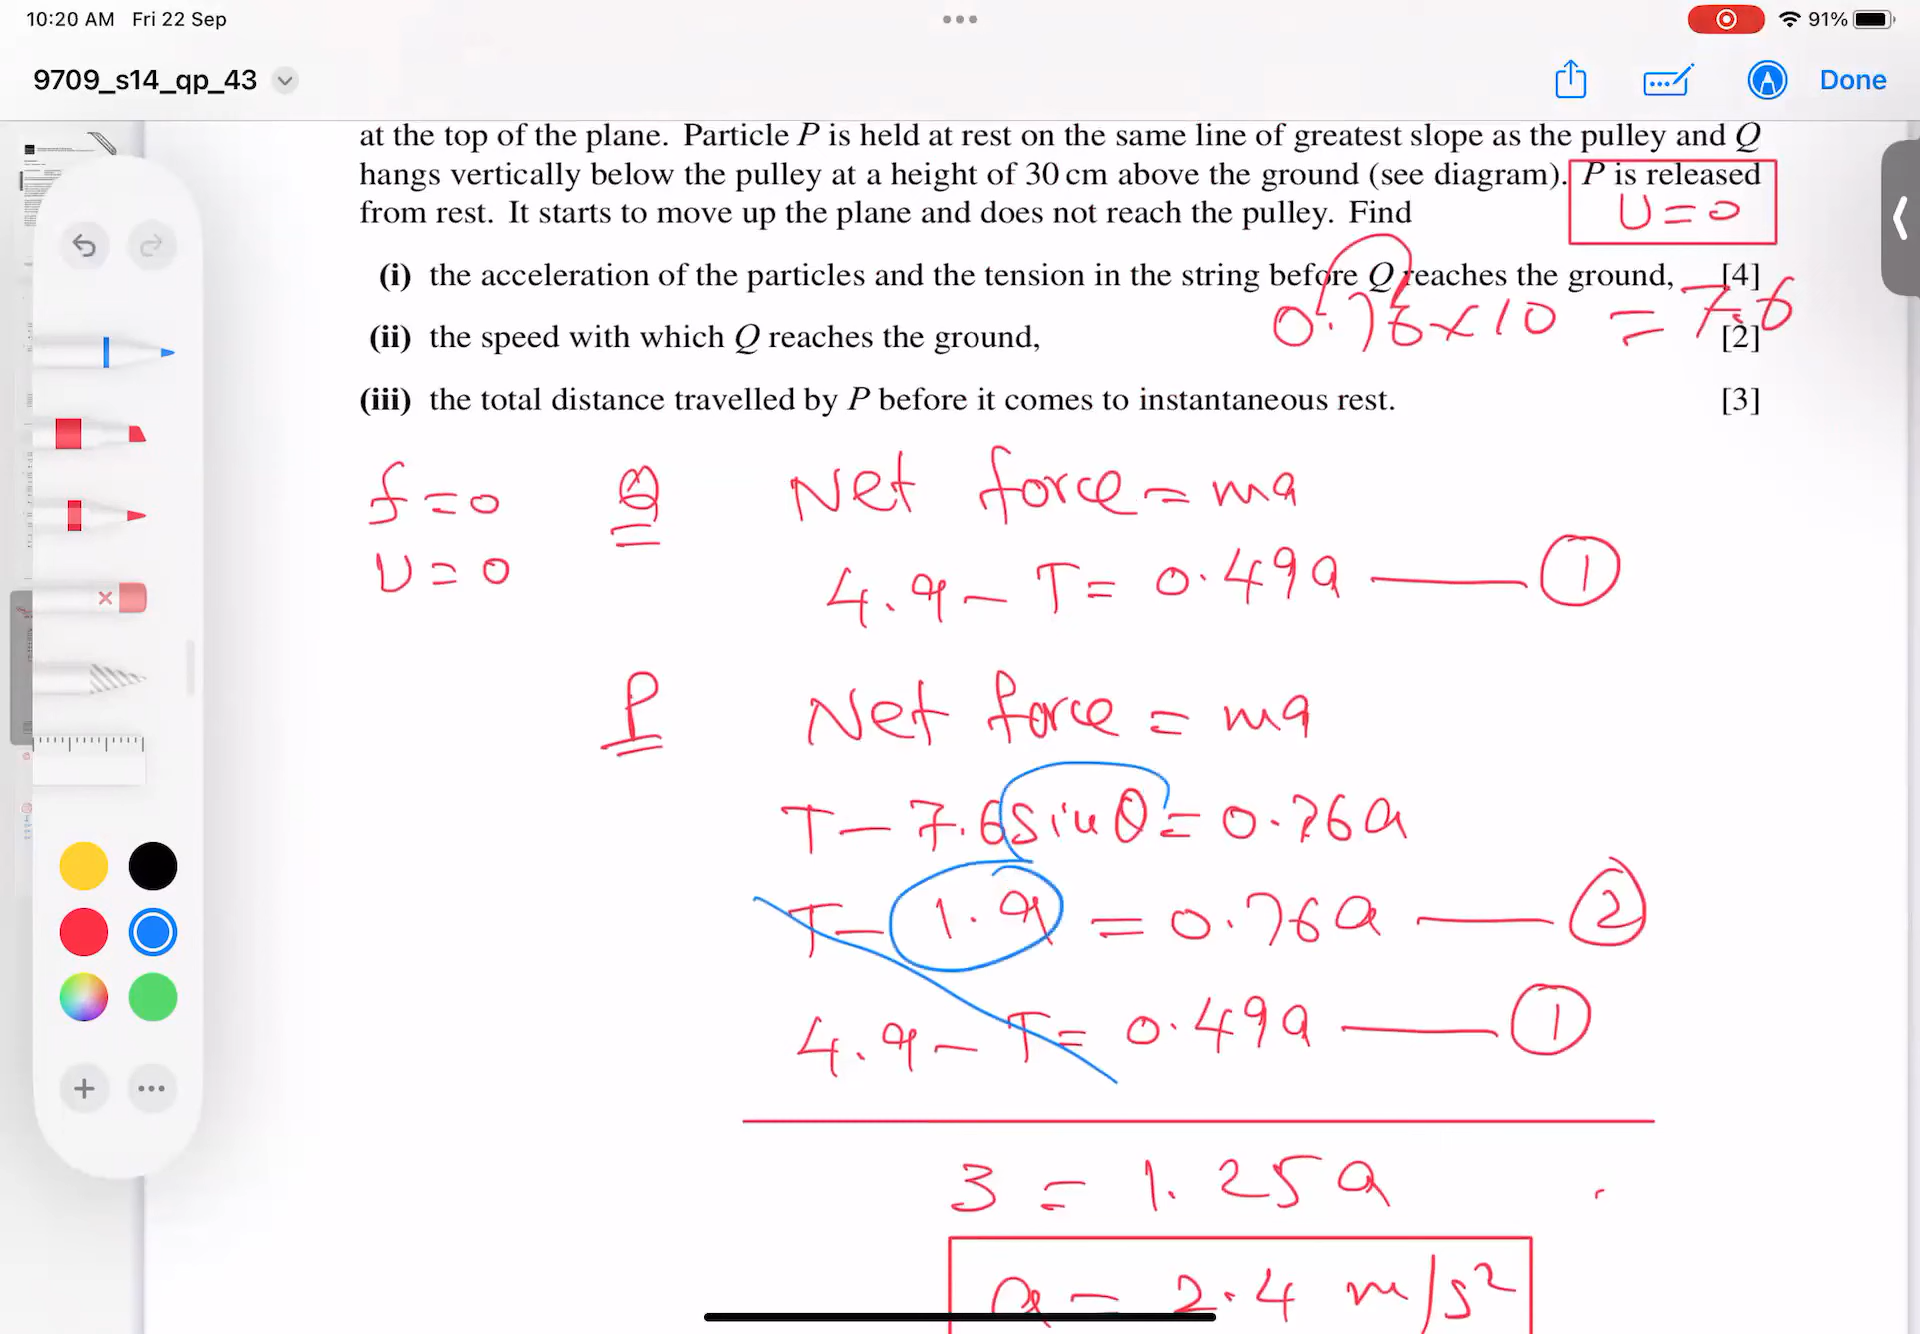 10:20 AM Fri 22 Sep
91%
9709_s14_qp_43
Done
at the top of the plane. Particle P is held at rest on the same line of greatest slope as the pulley and Q
hangs vertically below the pulley at a height of 30 cm above the ground (see diagram). P is released
from rest. It starts to move up the plane and does not reach the pulley. Find
U = 0
(i) the acceleration of the particles and the tension in the string before Q reaches the ground, [4]
0.76 × 10 = 7.6
(ii) the speed with which Q reaches the ground, [2]
(iii) the total distance travelled by P before it comes to instantaneous rest. [3]
f = 0
U = 0
Q
Net force = ma
4.9 – T = 0.49a ——— 1
P
Net force = ma
T – 7.6 sin θ = 0.76a
T – 1.9 = 0.76a ——— 2
4.9 – T = 0.49a ——— 1
3 = 1.25a
a = 2.4 m/s²